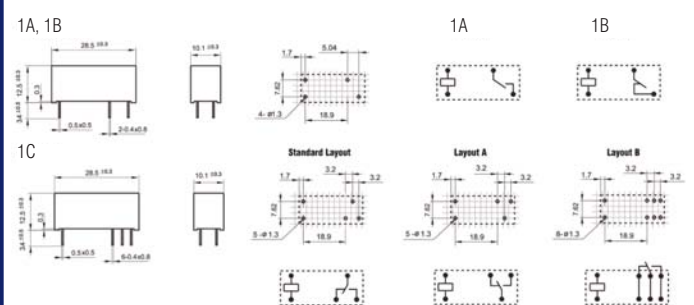 1A, 1B
1A
1B
28.5 ±0.3
10.1 ±0.3
1.7
5.04
12.5 ±0.3
0.3
7.62
3.4 ±0.8
0.5x0.5
2-0.4x0.8
4- ø1.3
18.9
1C
Standard Layout
Layout A
Layout B
28.5 ±0.3
10.1 ±0.3
1.7
3.2
3.2
1.7
3.2
3.2
1.7
3.2
3.2
12.5 ±0.3
0.3
7.62
7.62
7.62
0.5x0.5
6-0.4x0.8
5 -ø1.3
18.9
5 -ø1.3
18.9
8-ø1.3
18.9